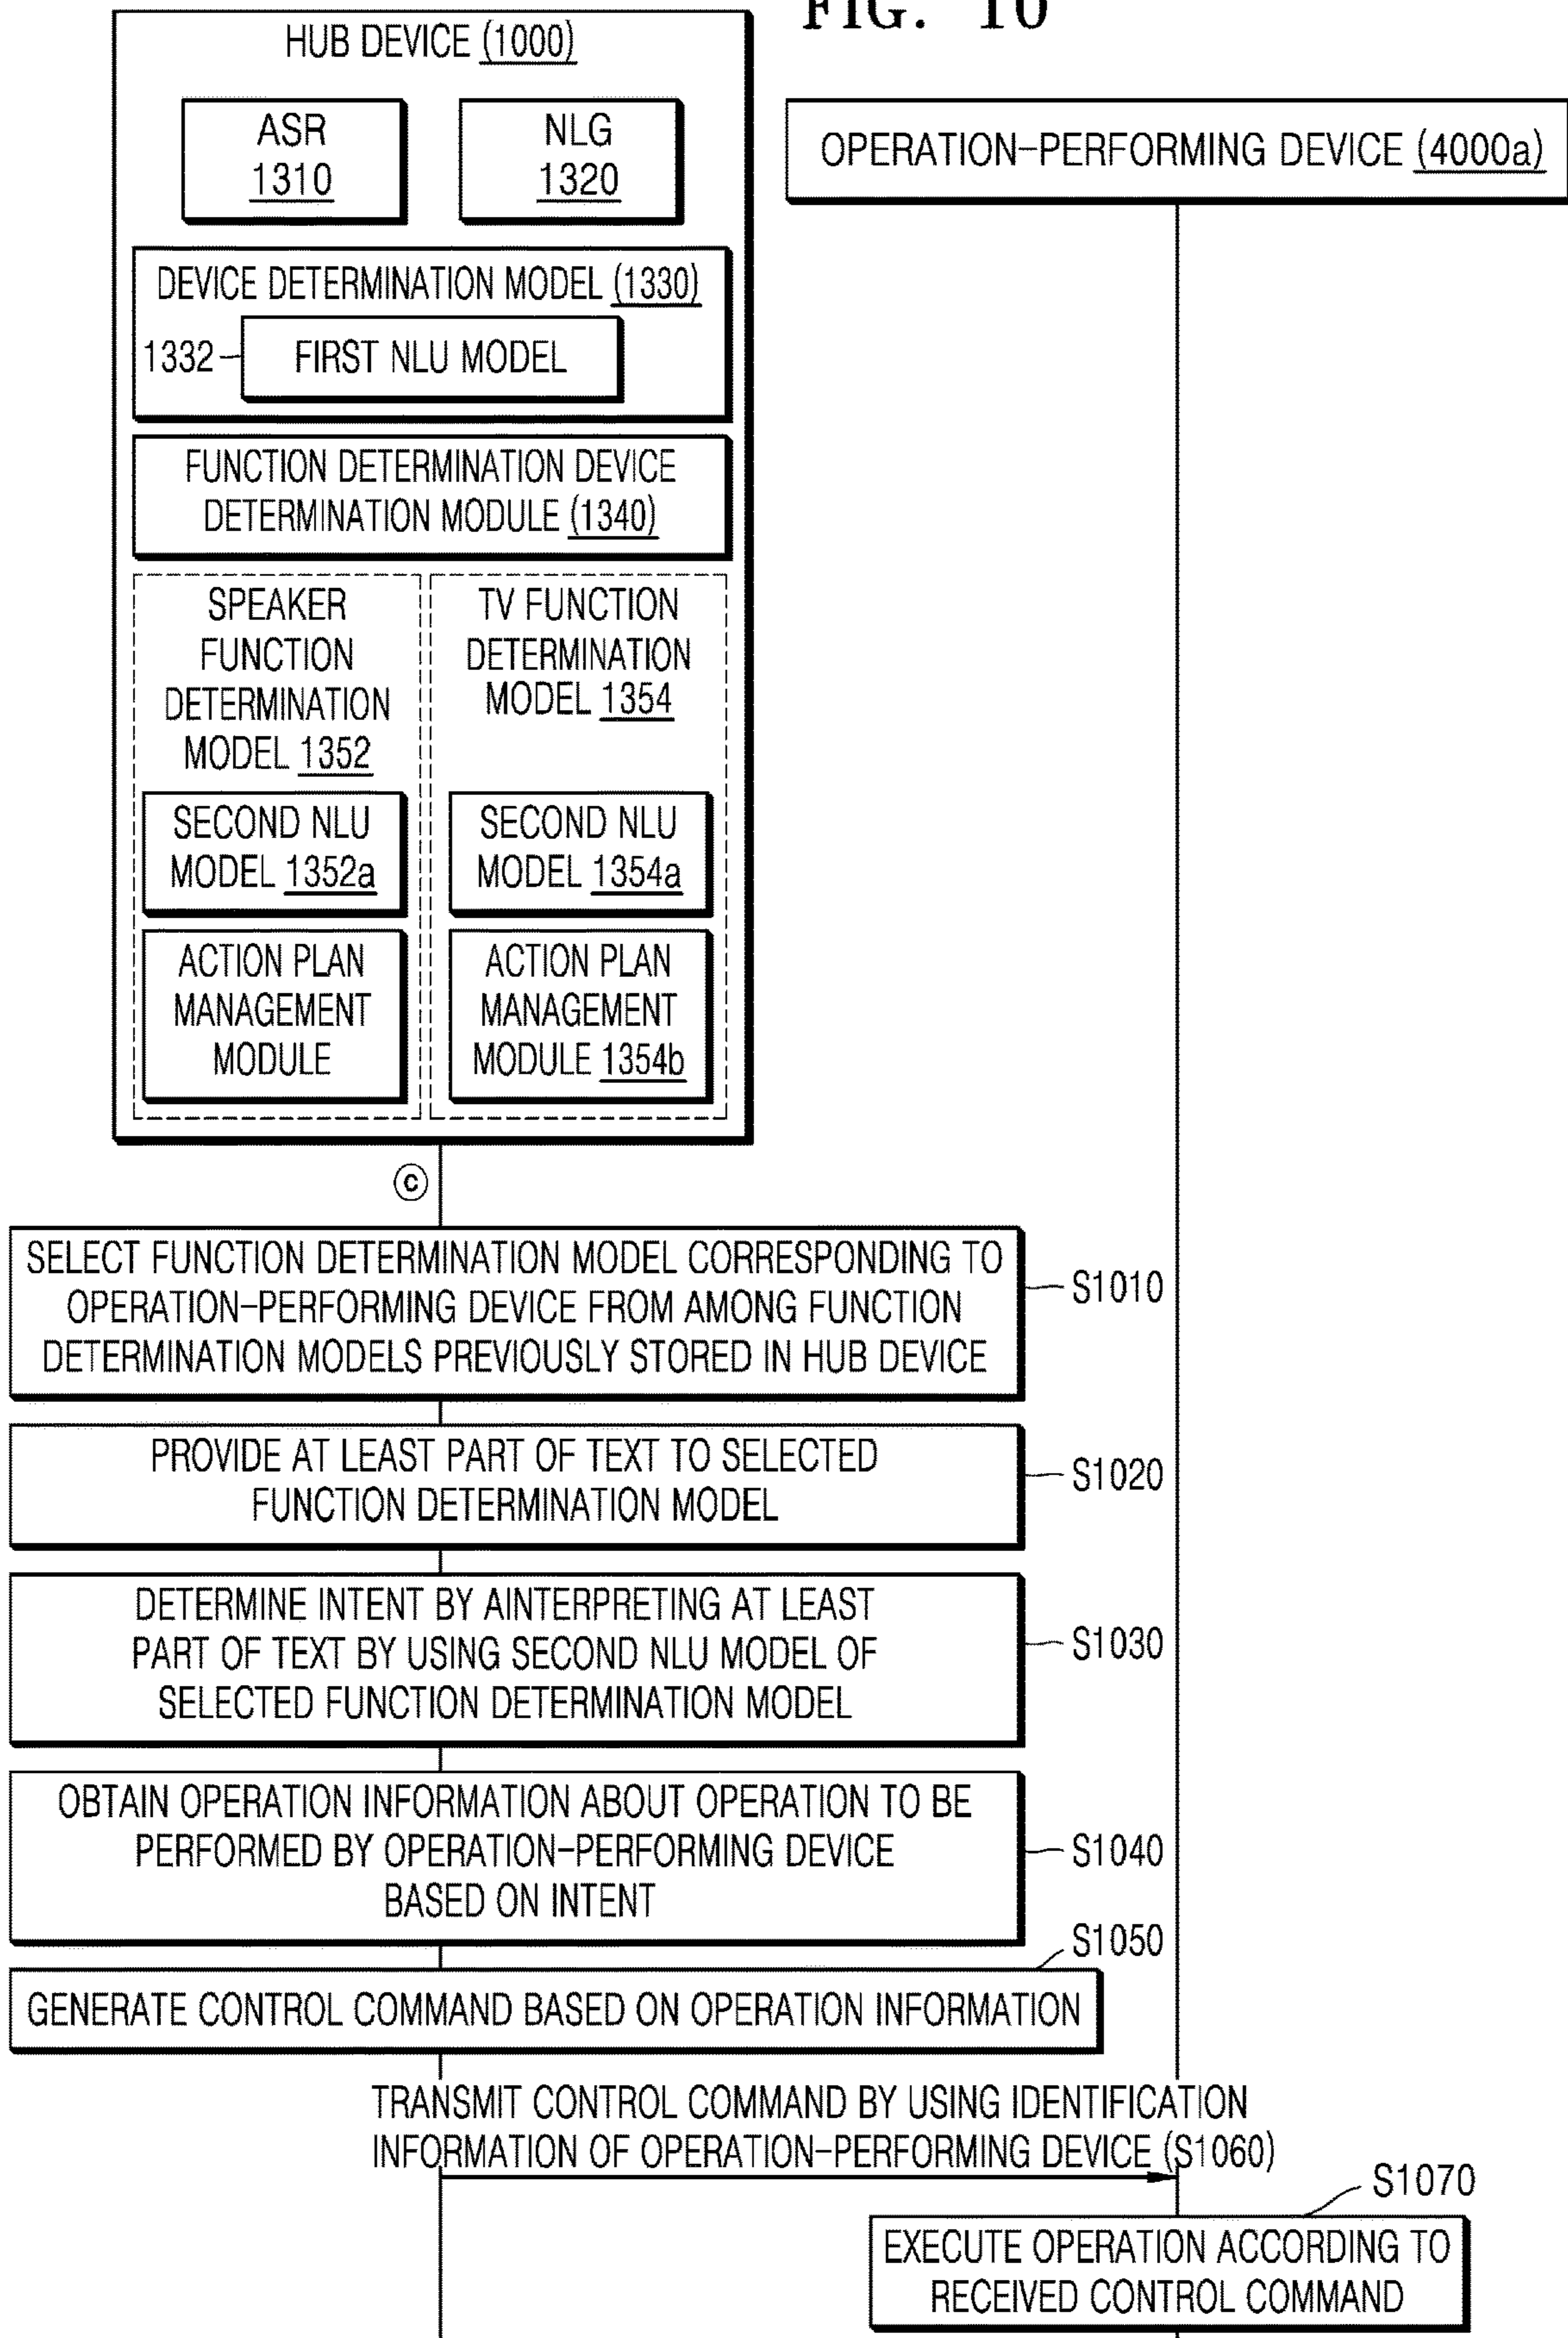 FIG. 10
HUB DEVICE (1000)
ASR
1310
NLG
1320
OPERATION-PERFORMING DEVICE (4000a)
DEVICE DETERMINATION MODEL (1330)
1332
FIRST NLU MODEL
FUNCTION DETERMINATION DEVICE
DETERMINATION MODULE (1340)
SPEAKER
FUNCTION
DETERMINATION
MODEL 1352
SECOND NLU
MODEL 1352a
ACTION PLAN
MANAGEMENT
MODULE
TV FUNCTION
DETERMINATION
MODEL 1354
SECOND NLU
MODEL 1354a
ACTION PLAN
MANAGEMENT
MODULE 1354b
ⓒ
SELECT FUNCTION DETERMINATION MODEL CORRESPONDING TO
OPERATION-PERFORMING DEVICE FROM AMONG FUNCTION
DETERMINATION MODELS PREVIOUSLY STORED IN HUB DEVICE
S1010
PROVIDE AT LEAST PART OF TEXT TO SELECTED
FUNCTION DETERMINATION MODEL
S1020
DETERMINE INTENT BY AINTERPRETING AT LEAST
PART OF TEXT BY USING SECOND NLU MODEL OF
SELECTED FUNCTION DETERMINATION MODEL
S1030
OBTAIN OPERATION INFORMATION ABOUT OPERATION TO BE
PERFORMED BY OPERATION-PERFORMING DEVICE
BASED ON INTENT
S1040
S1050
GENERATE CONTROL COMMAND BASED ON OPERATION INFORMATION
TRANSMIT CONTROL COMMAND BY USING IDENTIFICATION
INFORMATION OF OPERATION-PERFORMING DEVICE (S1060)
S1070
EXECUTE OPERATION ACCORDING TO
RECEIVED CONTROL COMMAND